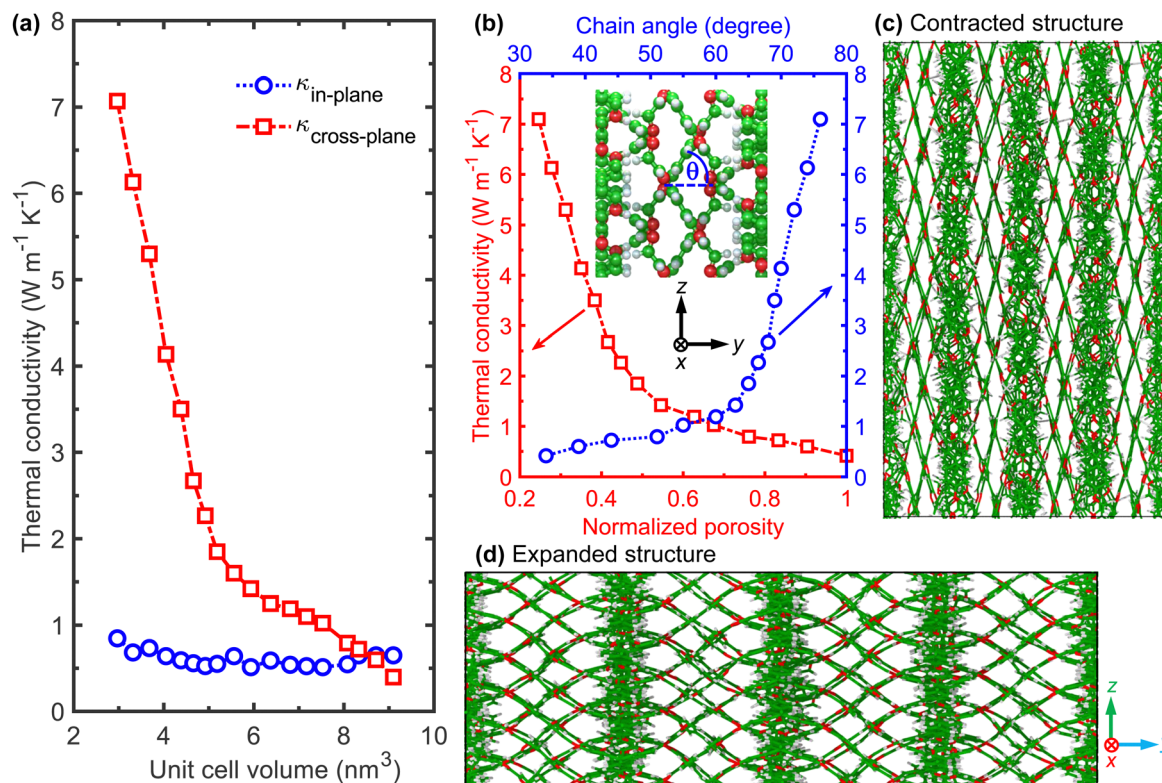 (a)
Thermal conductivity (W m⁻¹ K⁻¹)
8
7
6
5
4
3
2
1
0
κin-plane
κcross-plane
2 4 6 8 10
Unit cell volume (nm³)
(b)
Chain angle (degree)
30 40 50 60 70 80
Thermal conductivity (W m⁻¹ K⁻¹)
8
7
6
5
4
3
2
1
0
θ
z
y
x
8
7
6
5
4
3
2
1
0
0.2 0.4 0.6 0.8 1
Normalized porosity
(c) Contracted structure
(d) Expanded structure
z
x